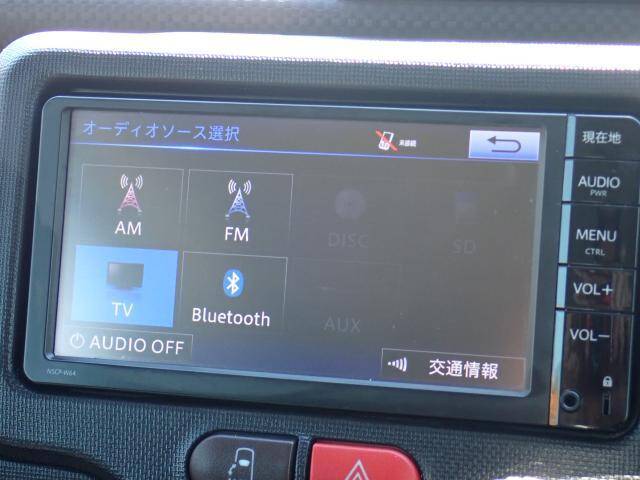 オーディオソース選択
未接続
現在地
AM
FM
DISC
SD
AUDIO
PWR
TV
Bluetooth
AUX
MENU
CTRL
VOL+
AUDIO OFF
交通情報
VOL−
NSCP-W64